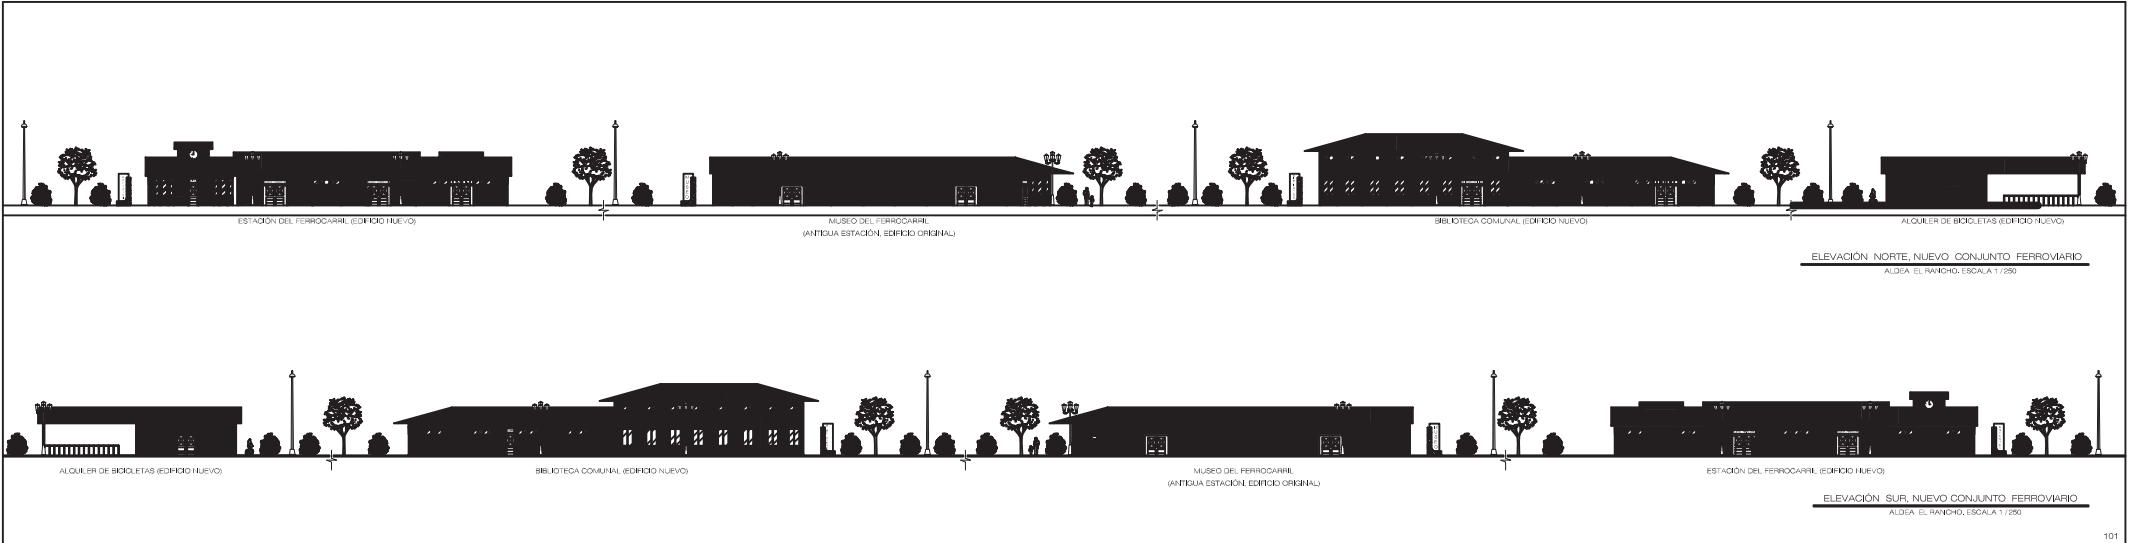 ESTACIÓN DEL FERROCARRIL (EDIFICIO NUEVO)
MUSEO DEL FERROCARRIL
(ANTIGUA ESTACIÓN, EDIFICIO ORIGINAL)
BIBLIOTECA COMUNAL (EDIFICIO NUEVO)
ALQUILER DE BICICLETAS (EDIFICIO NUEVO)
ELEVACIÓN NORTE, NUEVO CONJUNTO FERROVIARIO
ALDEA EL RANCHO. ESCALA 1 / 250
ALQUILER DE BICICLETAS (EDIFICIO NUEVO)
BIBLIOTECA COMUNAL (EDIFICIO NUEVO)
MUSEO DEL FERROCARRIL
(ANTIGUA ESTACIÓN, EDIFICIO ORIGINAL)
ESTACIÓN DEL FERROCARRIL (EDIFICIO NUEVO)
ELEVACIÓN SUR, NUEVO CONJUNTO FERROVIARIO
ALDEA EL RANCHO. ESCALA 1 / 250
101